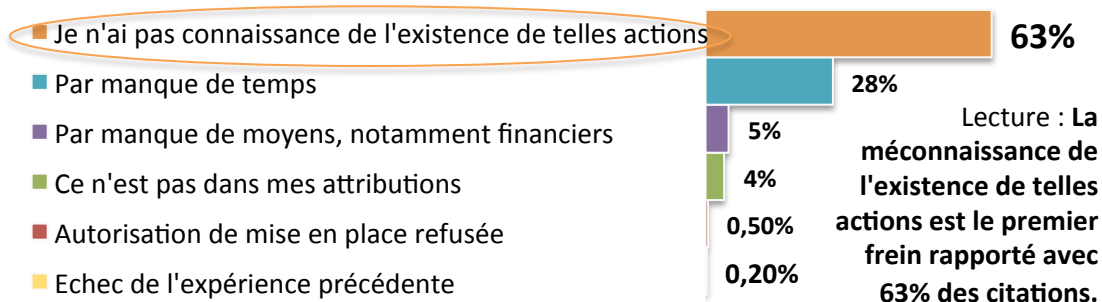 Je n'ai pas connaissance de l'existence de telles actions
63%
Par manque de temps
28%
Par manque de moyens, notamment financiers
5%
Ce n'est pas dans mes attributions
4%
Autorisation de mise en place refusée
0,50%
Echec de l'expérience précédente
0,20%
Lecture : La
méconnaissance de
l'existence de telles
actions est le premier
frein rapporté avec
63% des citations.